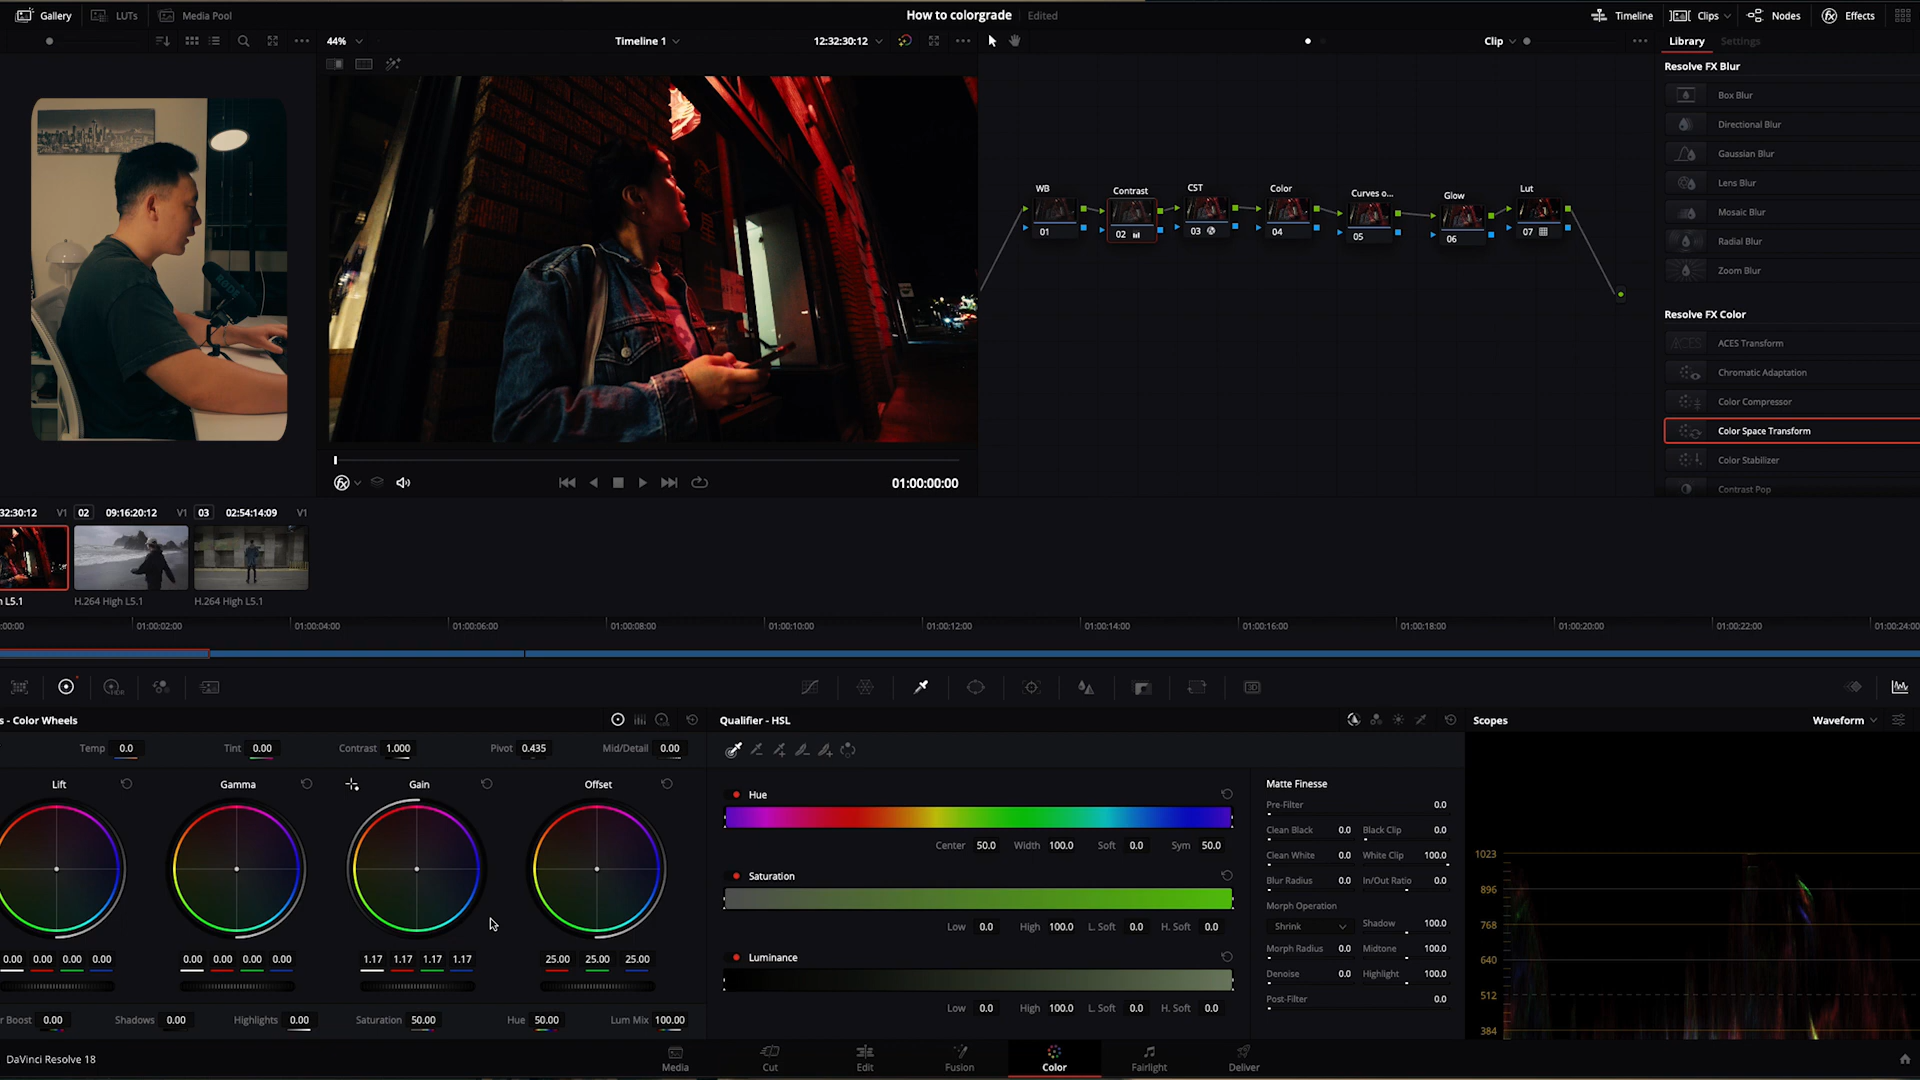 Gallery LUTs Media Pool How to colorgrade Edited Timeline Clips Nodes Effects
44% Timeline 1 12:32:30:12 Clip Library Settings
Resolve FX Blur
Box Blur
Directional Blur
Gaussian Blur
Lens Blur
Mosaic Blur
Radial Blur
Zoom Blur
WB Contrast CST Color Curves o... Glow Lut
01 02 03 04 05 06 07
Resolve FX Color
ACES ACES Transform
Chromatic Adaptation
Color Compressor
Color Space Transform
Color Stabilizer
Contrast Pop
01:00:00:00
32:30:12 V1 02 09:16:20:12 V1 03 02:54:14:09 V1
L5.1 H.264 High L5.1 H.264 High L5.1
:00:00 01:00:02:00 01:00:04:00 01:00:06:00 01:00:08:00 01:00:10:00 01:00:12:00 01:00:14:00 01:00:16:00 01:00:18:00 01:00:20:00 01:00:22:00 01:00:24:00
HDR 3D
s - Color Wheels Qualifier - HSL Scopes Waveform
Temp 0.0 Tint 0.00 Contrast 1.000 Pivot 0.435 Mid/Detail 0.00
Lift Gamma Gain Offset
0.00 0.00 0.00 0.00 0.00 0.00 0.00 0.00 1.17 1.17 1.17 1.17 25.00 25.00 25.00
r Boost 0.00 Shadows 0.00 Highlights 0.00 Saturation 50.00 Hue 50.00 Lum Mix 100.00
Hue
Center 50.0 Width 100.0 Soft 0.0 Sym 50.0
Saturation
Low 0.0 High 100.0 L. Soft 0.0 H. Soft 0.0
Luminance
Low 0.0 High 100.0 L. Soft 0.0 H. Soft 0.0
Matte Finesse
Pre-Filter 0.0
Clean Black 0.0 Black Clip 0.0
Clean White 0.0 White Clip 100.0
Blur Radius 0.0 In/Out Ratio 0.0
Morph Operation
Shrink Shadow 100.0
Morph Radius 0.0 Midtone 100.0
Denoise 0.0 Highlight 100.0
Post-Filter 0.0
1023
896
768
640
512
384
DaVinci Resolve 18 Media Cut Edit Fusion Color Fairlight Deliver